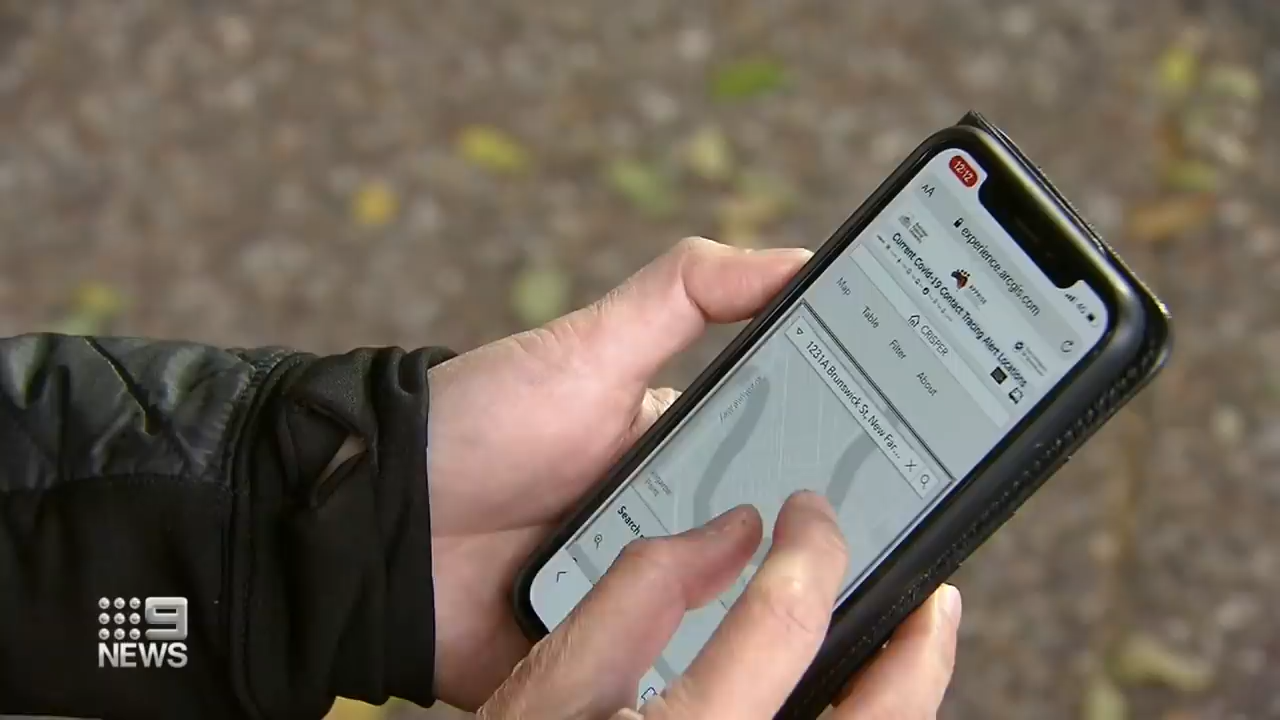 12:12
AA
experience.arcgis.com
4G
Current Covid-19 Contact Tracing Alert Locations
CRISPER
Map
Table
Filter
About
1231A Brunswick St, New Far...
Search
9
NEWS